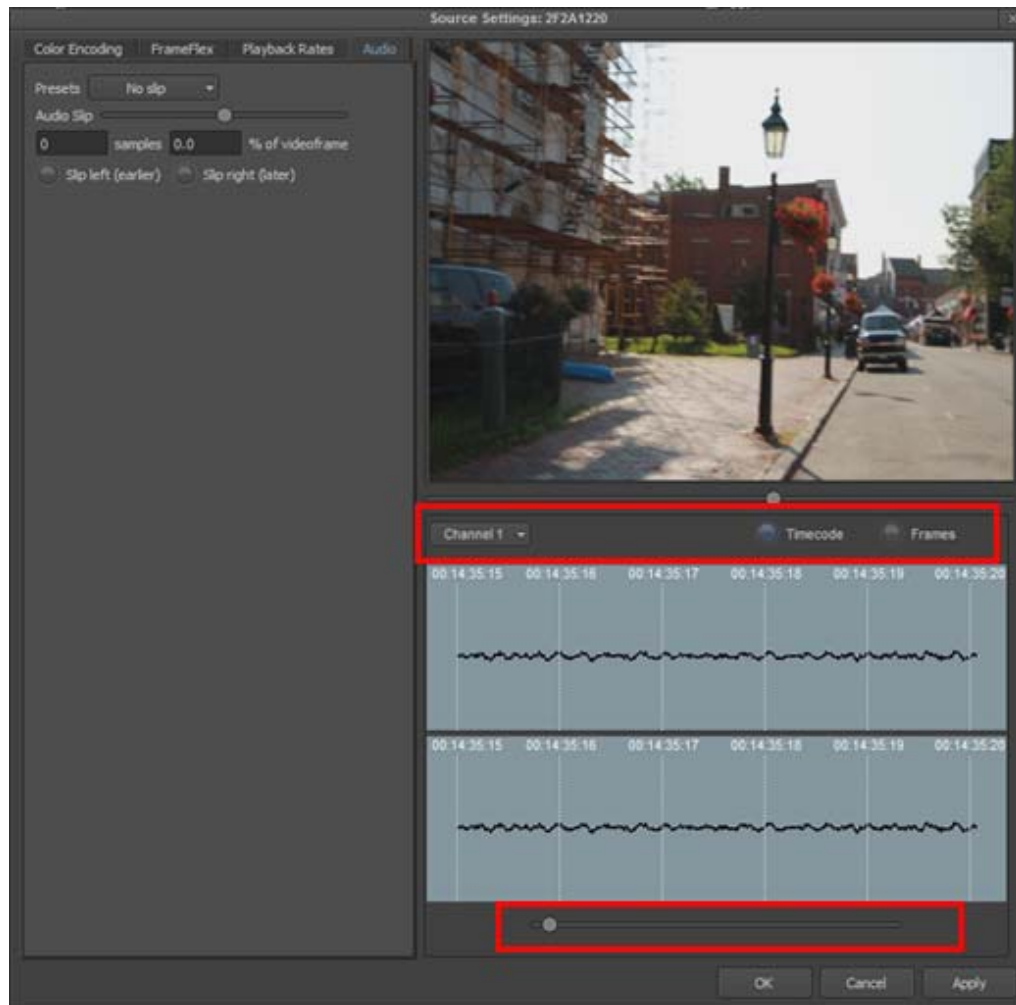 Source Settings: 2F2A1220
Color Encoding FrameFlex Playback Rates Audio
Presets No slip
Audio Slip
0 samples 0.0 % of videoframe
Slip left (earlier) Slip right (later)
Channel 1 Timecode Frames
00:14:35:15 00:14:35:16 00:14:35:17 00:14:35:18 00:14:35:19 00:14:35:20
00:14:35:15 00:14:35:16 00:14:35:17 00:14:35:18 00:14:35:19 00:14:35:20
OK Cancel Apply